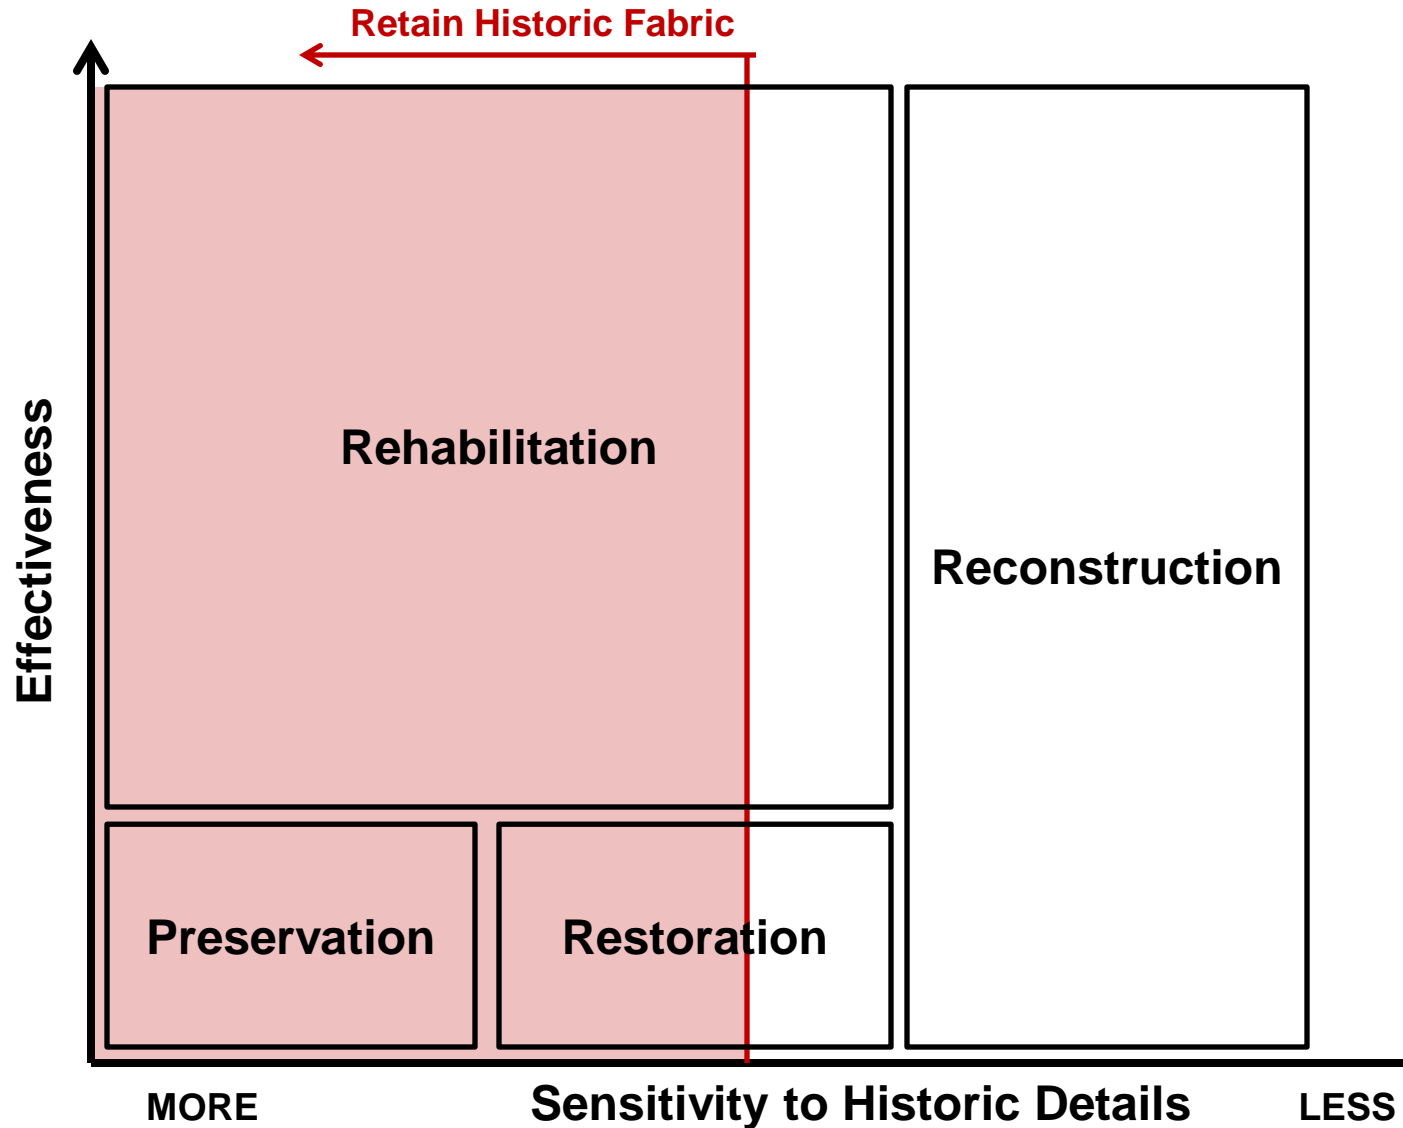 Retain Historic Fabric
Effectiveness
Rehabilitation
Reconstruction
Preservation
Restoration
MORE
Sensitivity to Historic Details
LESS